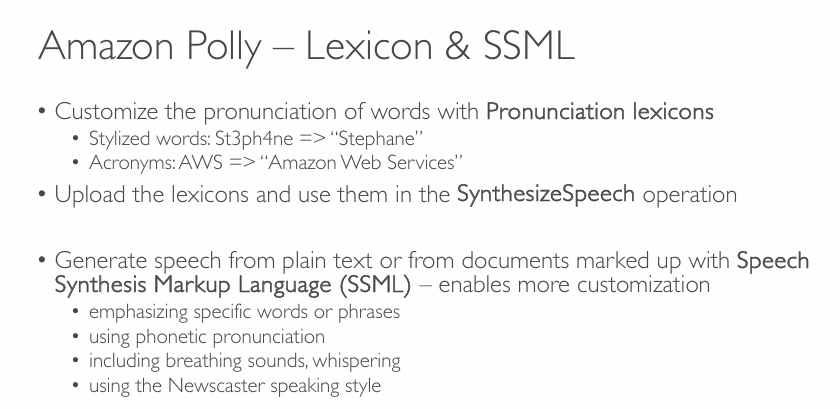 Amazon Polly – Lexicon & SSML
• Customize the pronunciation of words with Pronunciation lexicons
• Stylized words: St3ph4ne => “Stephane”
• Acronyms: AWS => “Amazon Web Services”
• Upload the lexicons and use them in the SynthesizeSpeech operation
• Generate speech from plain text or from documents marked up with Speech
Synthesis Markup Language (SSML) – enables more customization
• emphasizing specific words or phrases
• using phonetic pronunciation
• including breathing sounds, whispering
• using the Newscaster speaking style